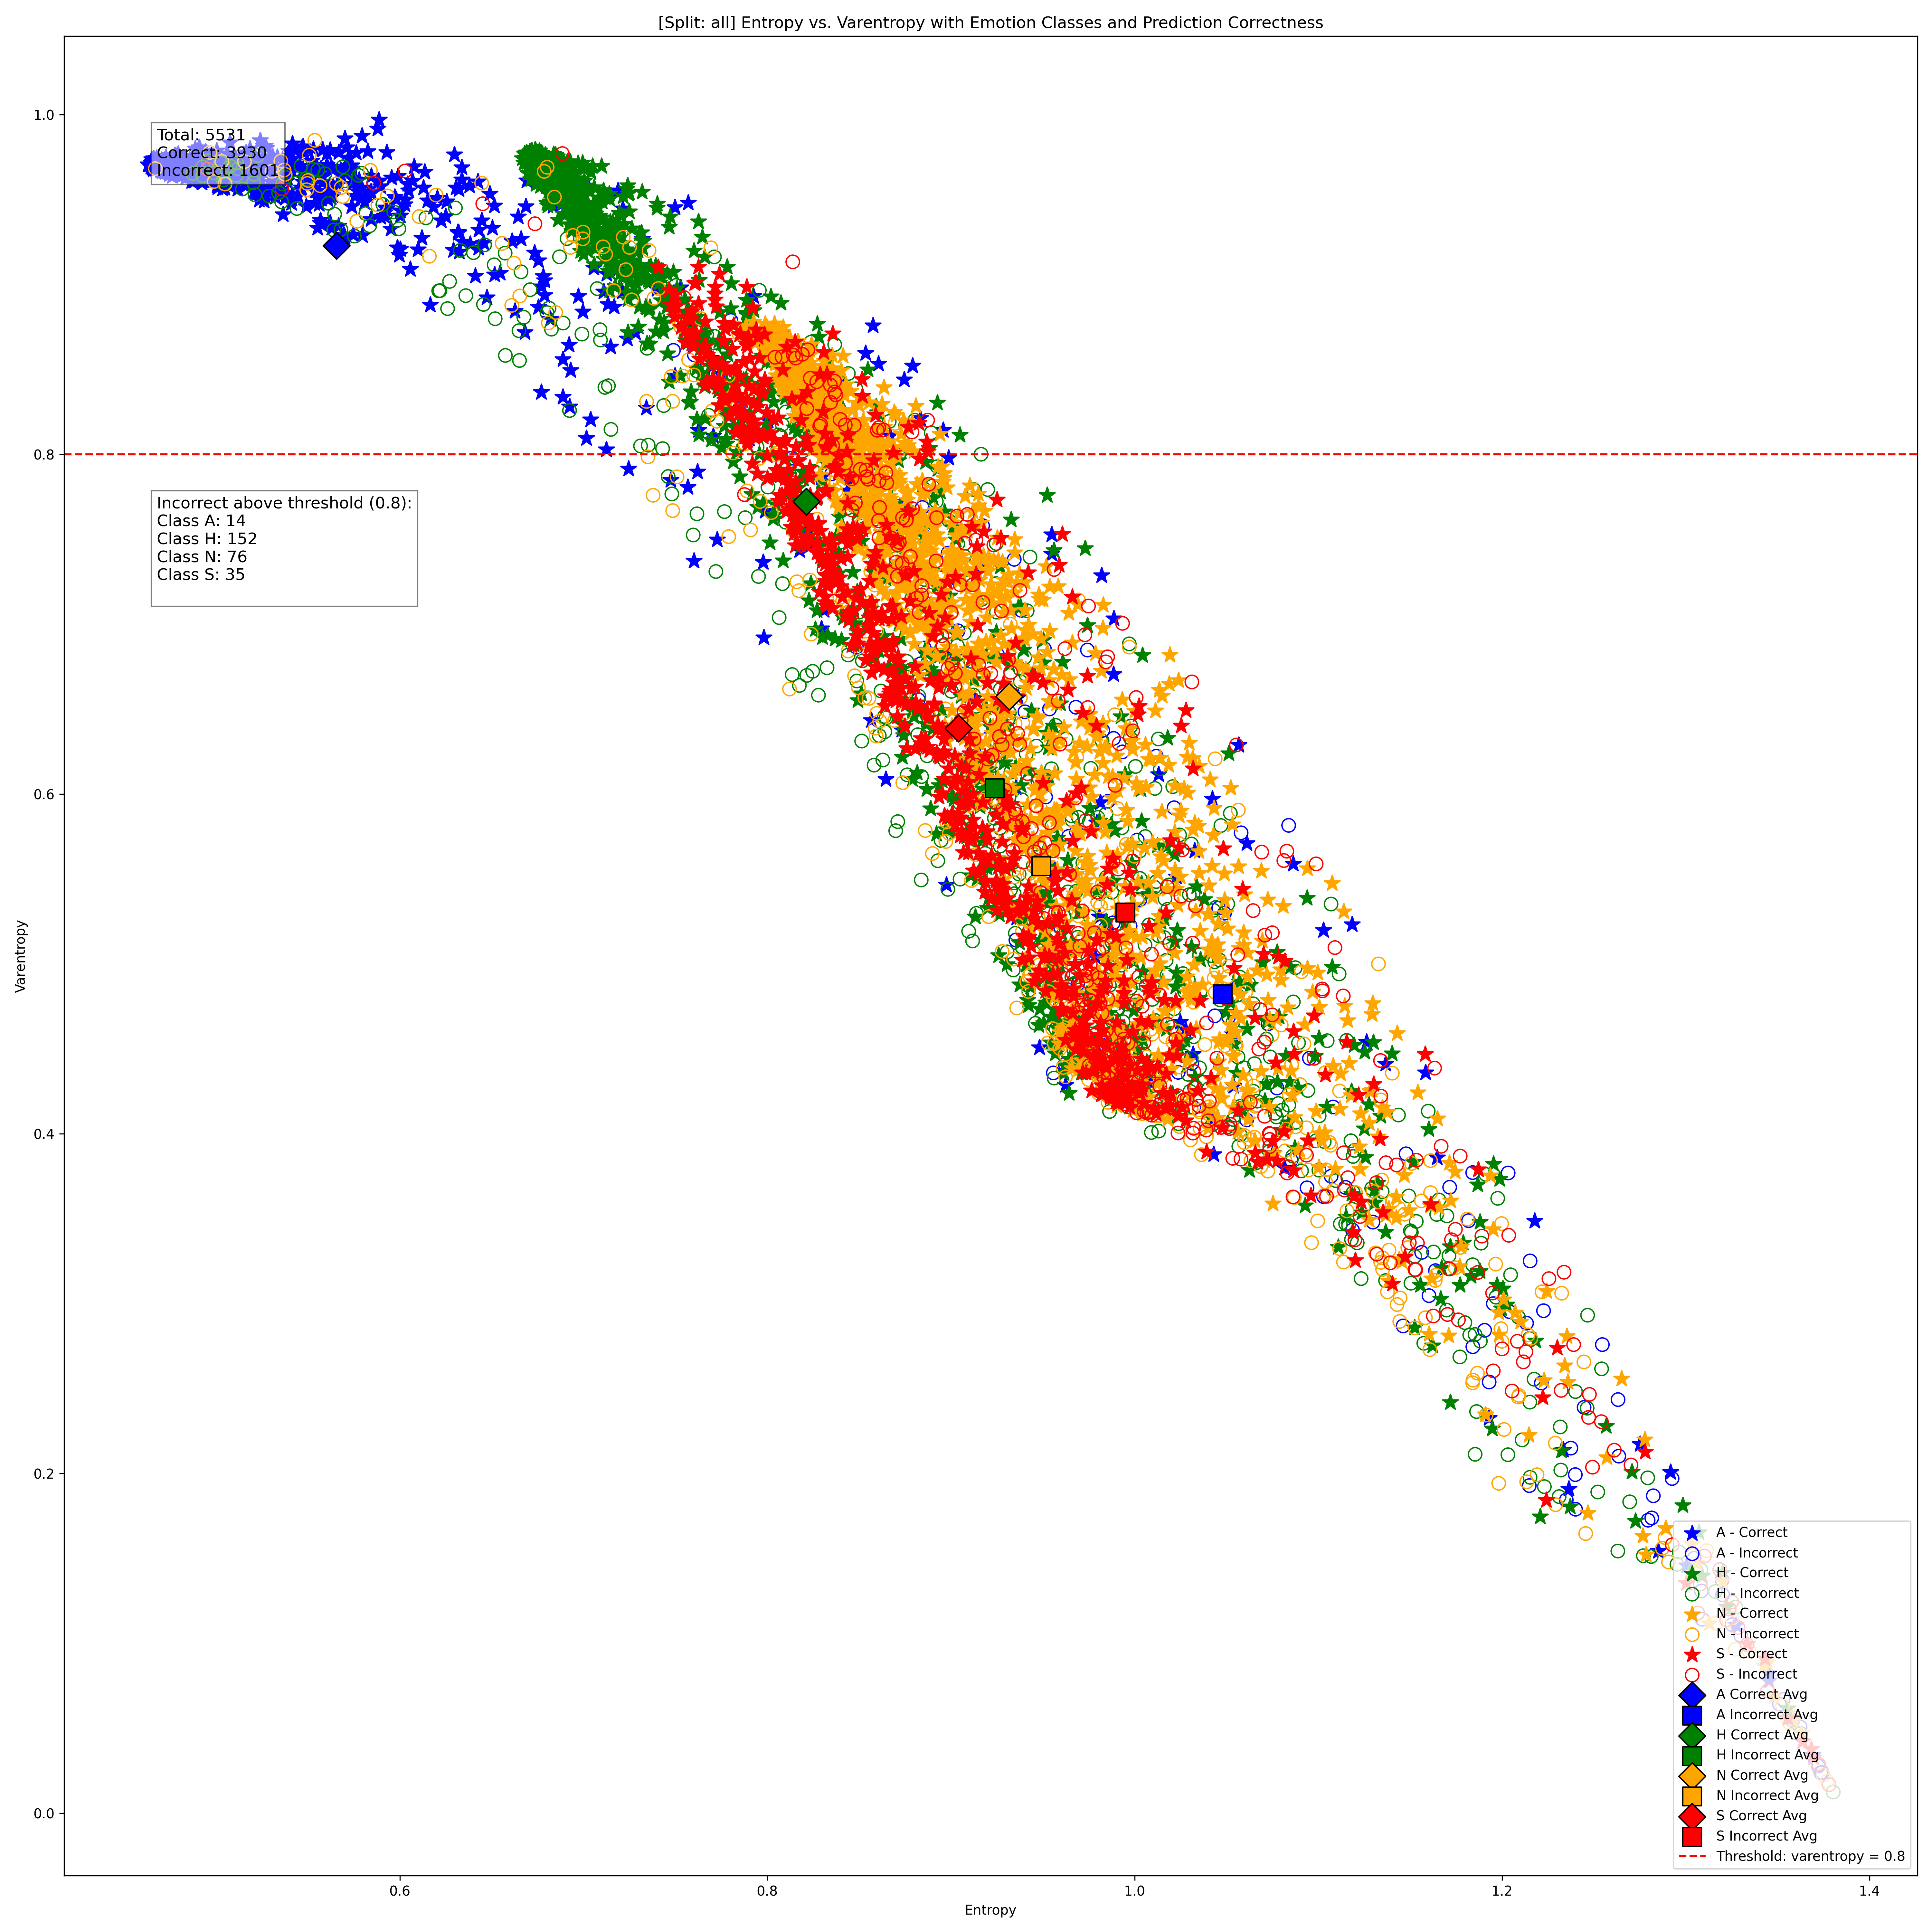 [Split: all] Entropy vs. Varentropy with Emotion Classes and Prediction Correctness
1.0
0.8
0.6
0.4
0.2
0.0
Varentropy
Total: 5531
Correct: 3930
Incorrect: 1601
Incorrect above threshold (0.8):
Class A: 14
Class H: 152
Class N: 76
Class S: 35
A - Correct
A - Incorrect
H - Correct
H - Incorrect
N - Correct
N - Incorrect
S - Correct
S - Incorrect
A Correct Avg
A Incorrect Avg
H Correct Avg
H Incorrect Avg
N Correct Avg
N Incorrect Avg
S Correct Avg
S Incorrect Avg
Threshold: varentropy = 0.8
0.6
0.8
1.0
1.2
1.4
Entropy